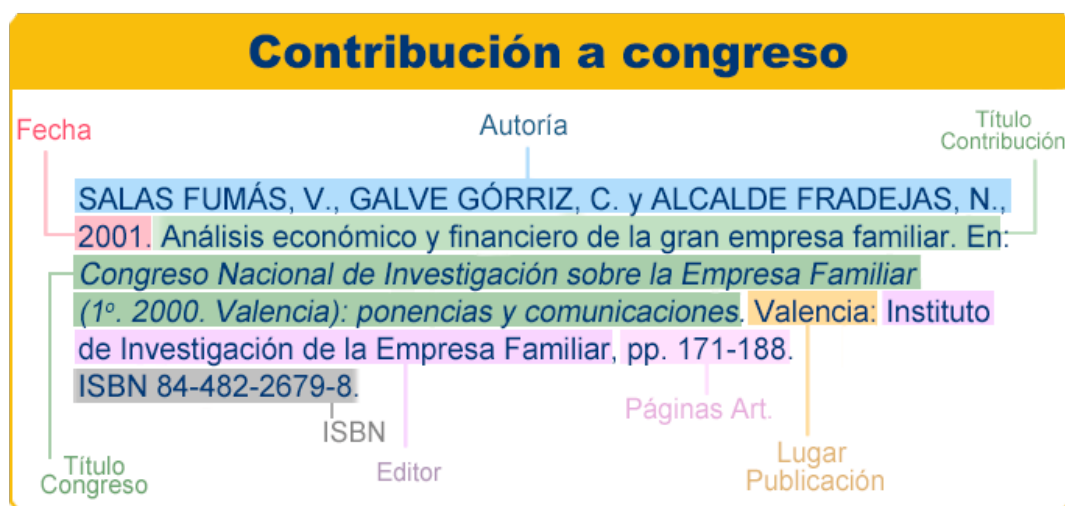 Contribución a congreso
Fecha
Autoría
Título
Contribución
SALAS FUMÁS, V., GALVE GÓRRIZ, C. y ALCALDE FRADEJAS, N.,
2001. Análisis económico y financiero de la gran empresa familiar. En:
Congreso Nacional de Investigación sobre la Empresa Familiar
(1º. 2000. Valencia): ponencias y comunicaciones. Valencia: Instituto
de Investigación de la Empresa Familiar, pp. 171-188.
ISBN 84-482-2679-8.
Páginas Art.
ISBN
Título
Congreso
Editor
Lugar
Publicación